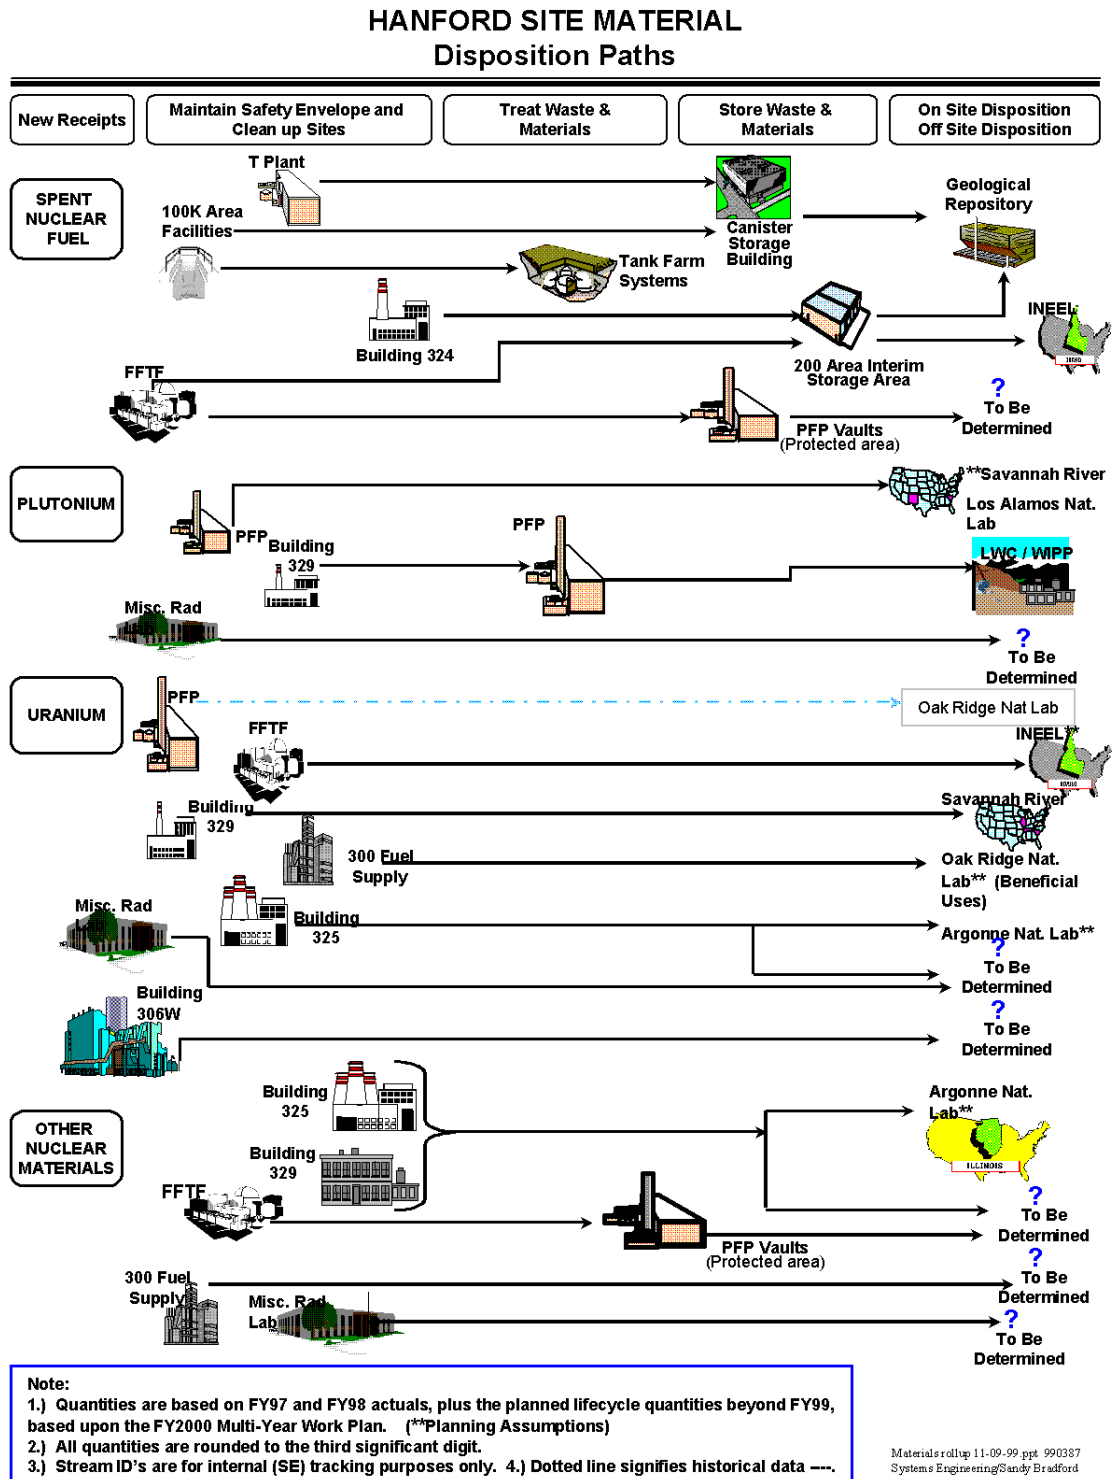 HANFORD SITE MATERIAL
Disposition Paths
New Receipts
Maintain Safety Envelope and
Clean up Sites
Treat Waste &
Materials
Store Waste &
Materials
On Site Disposition
Off Site Disposition
SPENT
NUCLEAR
FUEL
T Plant
100K Area
Facilities
Canister
Storage
Building
Geological
Repository
Tank Farm
Systems
Building 324
200 Area Interim
Storage Area
INEEL
IDAHO
FFTF
PFP Vaults
(Protected area)
?
To Be
Determined
PLUTONIUM
PFP
Building
329
PFP
**Savannah River
Los Alamos Nat.
Lab
LWC / WIPP
Misc. Rad
?
To Be
Determined
URANIUM
PFP
Oak Ridge Nat Lab
FFTF
INEEL**
IDAHO
Building
329
Savannah River
300 Fuel
Supply
Oak Ridge Nat.
Lab** (Beneficial
Uses)
Misc. Rad
Building
325
Argonne Nat. Lab**
?
To Be
Determined
Building
306W
?
To Be
Determined
OTHER
NUCLEAR
MATERIALS
Building
325
Building
329
Argonne Nat.
Lab**
ILLINOIS
FFTF
PFP Vaults
(Protected area)
?
To Be
Determined
300 Fuel
Supply
?
To Be
Determined
Misc. Rad
Lab
?
To Be
Determined
Note:
1.) Quantities are based on FY97 and FY98 actuals, plus the planned lifecycle quantities beyond FY99,
based upon the FY2000 Multi-Year Work Plan. (**Planning Assumptions)
2.) All quantities are rounded to the third significant digit.
3.) Stream ID's are for internal (SE) tracking purposes only. 4.) Dotted line signifies historical data ----.
Materials rollup 11-09-99.ppt 990387
Systems Engineering/Sandy Bradford